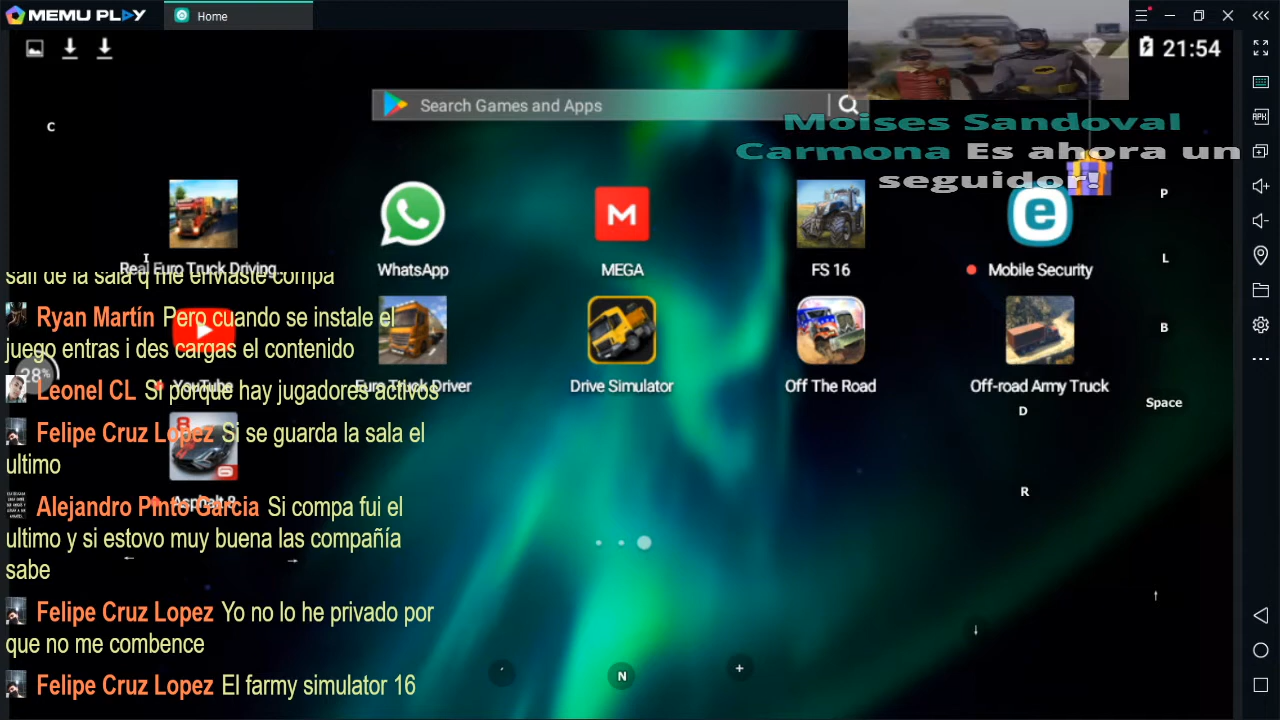 MEMU PLAY
Home
21:54
Search Games and Apps
Moises Sandoval
Carmona Es ahora un
seguidor!
C
P
L
B
Space
D
R
Real Euro Truck Driving
WhatsApp
MEGA
FS 16
Mobile Security
YouTube
Euro Truck Driver
Drive Simulator
Off The Road
Off-road Army Truck
Asphalt 8
28%
APK
sali de la sala q me enviaste compa
Ryan Martín Pero cuando se instale el
juego entras i des cargas el contenido
Leonel CL Si porque hay jugadores activos
Felipe Cruz Lopez Si se guarda la sala el
ultimo
Alejandro Pinto Garcia Si compa fui el
ultimo y si estovo muy buena las compañía
sabe
Felipe Cruz Lopez Yo no lo he privado por
que no me combence
Felipe Cruz Lopez El farmy simulator 16
N
+